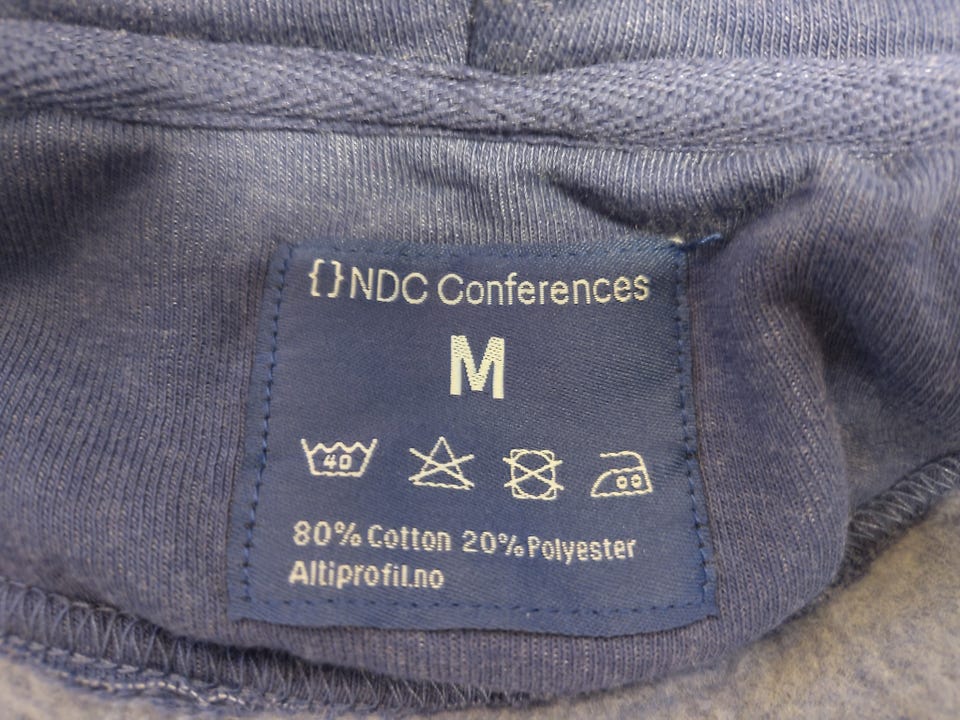 {}NDC Conferences
M
40
80% Cotton 20% Polyester
Altiprofil.no